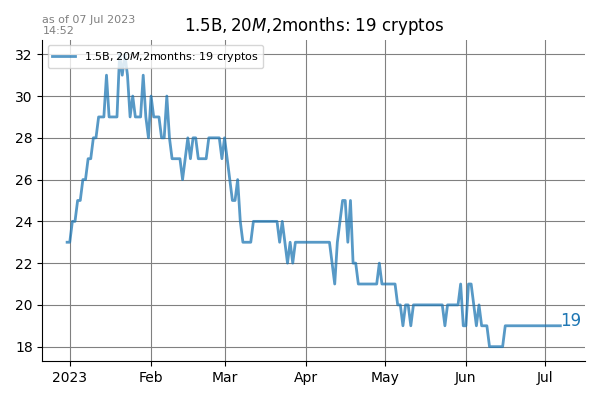 as of 07 Jul 2023
14:52
1.5B, 20M,2months: 19 cryptos
1.5B, 20M,2months: 19 cryptos
32
30
28
26
24
22
20
18
19
2023 Feb Mar Apr May Jun Jul